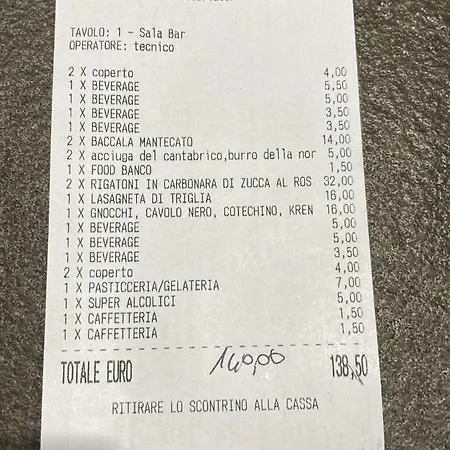 TAVOLO: 1 - Sala Bar
OPERATORE: tecnico
2 X coperto 4,00
1 X BEVERAGE 5,50
1 X BEVERAGE 5,00
1 X BEVERAGE 3,50
1 X BEVERAGE 3,50
2 X BACCALA MANTECATO 14,00
2 X acciuga del cantabrico,burro della nor 5,00
1 X FOOD BANCO 1,50
2 X RIGATONI IN CARBONARA DI ZUCCA AL ROS 32,00
1 X LASAGNETA DI TRIGLIA 16,00
1 X GNOCCHI, CAVOLO NERO, COTECHINO, KREN 16,00
1 X BEVERAGE 5,00
1 X BEVERAGE 5,00
1 X BEVERAGE 3,50
2 X coperto 4,00
1 X PASTICCERIA/GELATERIA 7,00
1 X SUPER ALCOLICI 5,00
1 X CAFFETTERIA 1,50
1 X CAFFETTERIA 1,50
TOTALE EURO 140,00 138,50
RITIRARE LO SCONTRINO ALLA CASSA